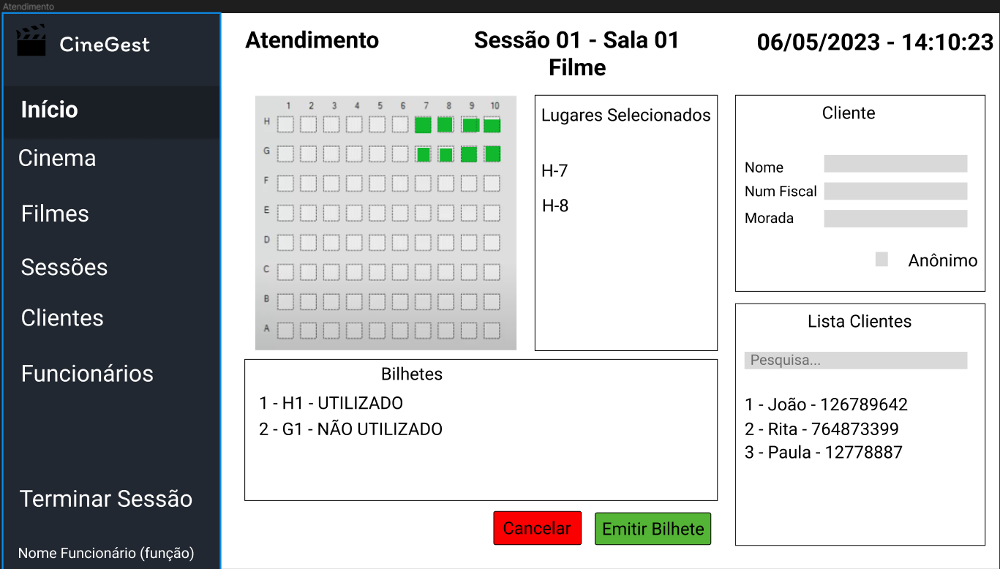 Atendimento
CineGest
Início
Cinema
Filmes
Sessões
Clientes
Funcionários
Terminar Sessão
Nome Funcionário (função)
Atendimento
Sessão 01 - Sala 01
Filme
06/05/2023 - 14:10:23
1 2 3 4 5 6 7 8 9 10
H
G
F
E
D
C
B
A
Lugares Selecionados
H-7
H-8
Cliente
Nome
Num Fiscal
Morada
Anônimo
Bilhetes
1 - H1 - UTILIZADO
2 - G1 - NÃO UTILIZADO
Lista Clientes
Pesquisa...
1 - João - 126789642
2 - Rita - 764873399
3 - Paula - 12778887
Cancelar
Emitir Bilhete